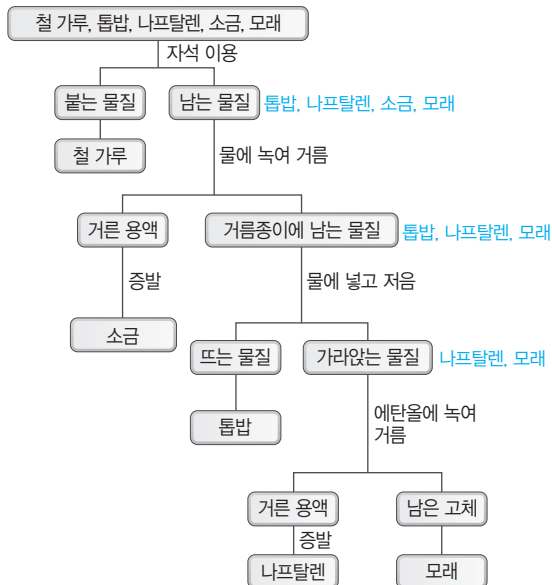 철 가루, 톱밥, 나프탈렌, 소금, 모래
자석 이용
붙는 물질
남는 물질
톱밥, 나프탈렌, 소금, 모래
철 가루
물에 녹여 거름
거른 용액
거름종이에 남는 물질
톱밥, 나프탈렌, 모래
증발
물에 넣고 저음
소금
뜨는 물질
가라앉는 물질
나프탈렌, 모래
톱밥
에탄올에 녹여
거름
거른 용액
남은 고체
증발
나프탈렌
모래